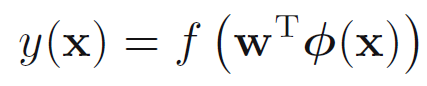 y(𝐱) = f (𝐰ᵀ𝝓(𝐱))